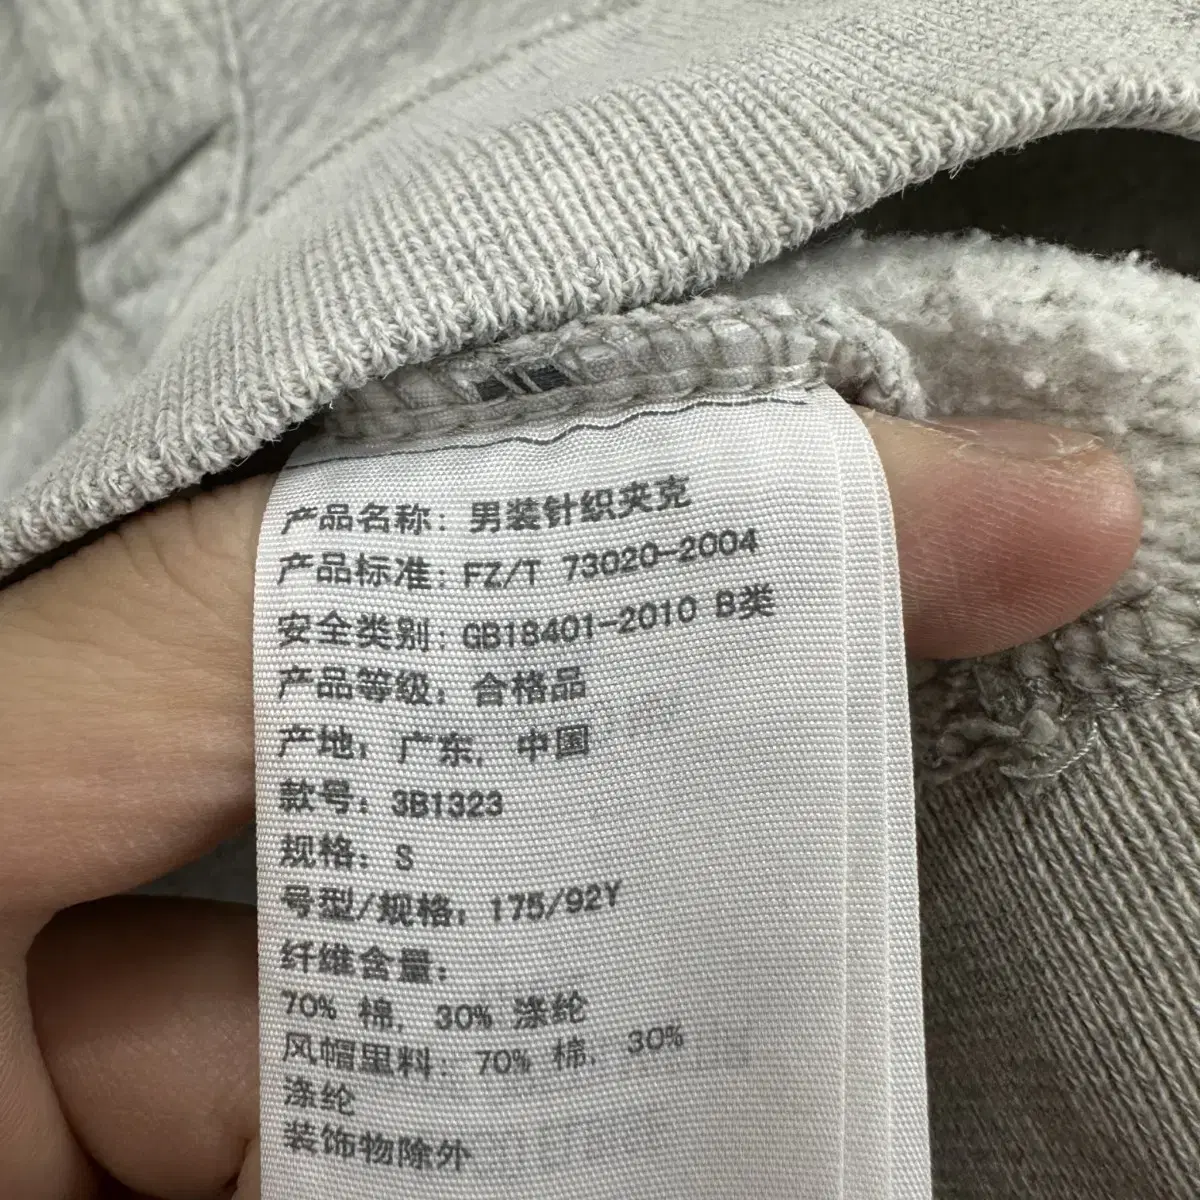 产品名称: 男装针织夹克
产品标准: FZ/T 73020-2004
安全类别: GB18401-2010 B类
产品等级: 合格品
产地: 广东, 中国
款号: 3B1323
规格: S
号型/规格: 175/92Y
纤维含量:
70% 棉, 30% 涤纶
风帽里料: 70% 棉, 30%
涤纶
装饰物除外